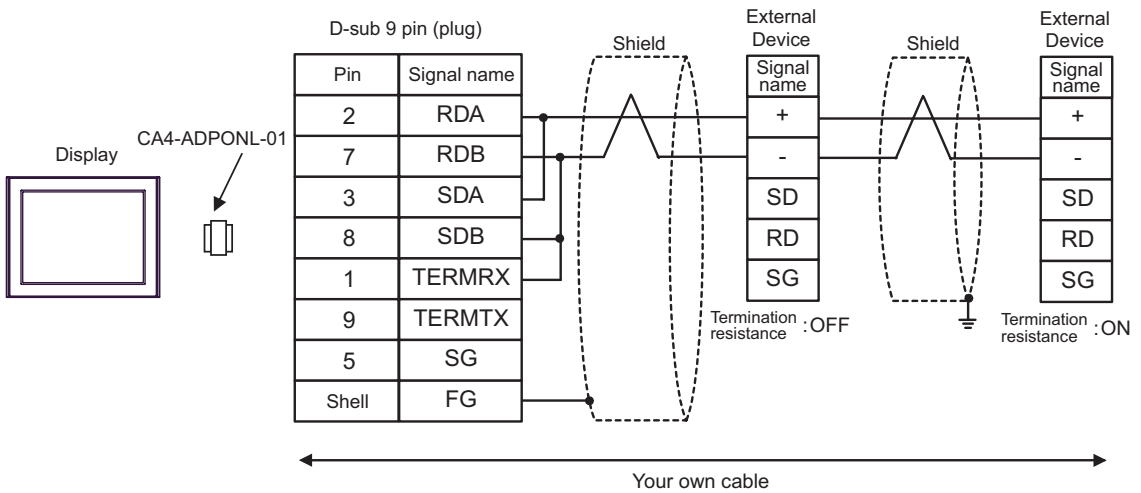 D-sub 9 pin (plug)
Pin Signal name
2 RDA
7 RDB
3 SDA
8 SDB
1 TERMRX
9 TERMTX
5 SG
Shell FG
Display
CA4-ADPONL-01
Shield
External
Device
Signal
name
+
-
SD
RD
SG
Termination
resistance :OFF
Shield
External
Device
Signal
name
+
-
SD
RD
SG
Termination
resistance :ON
Your own cable